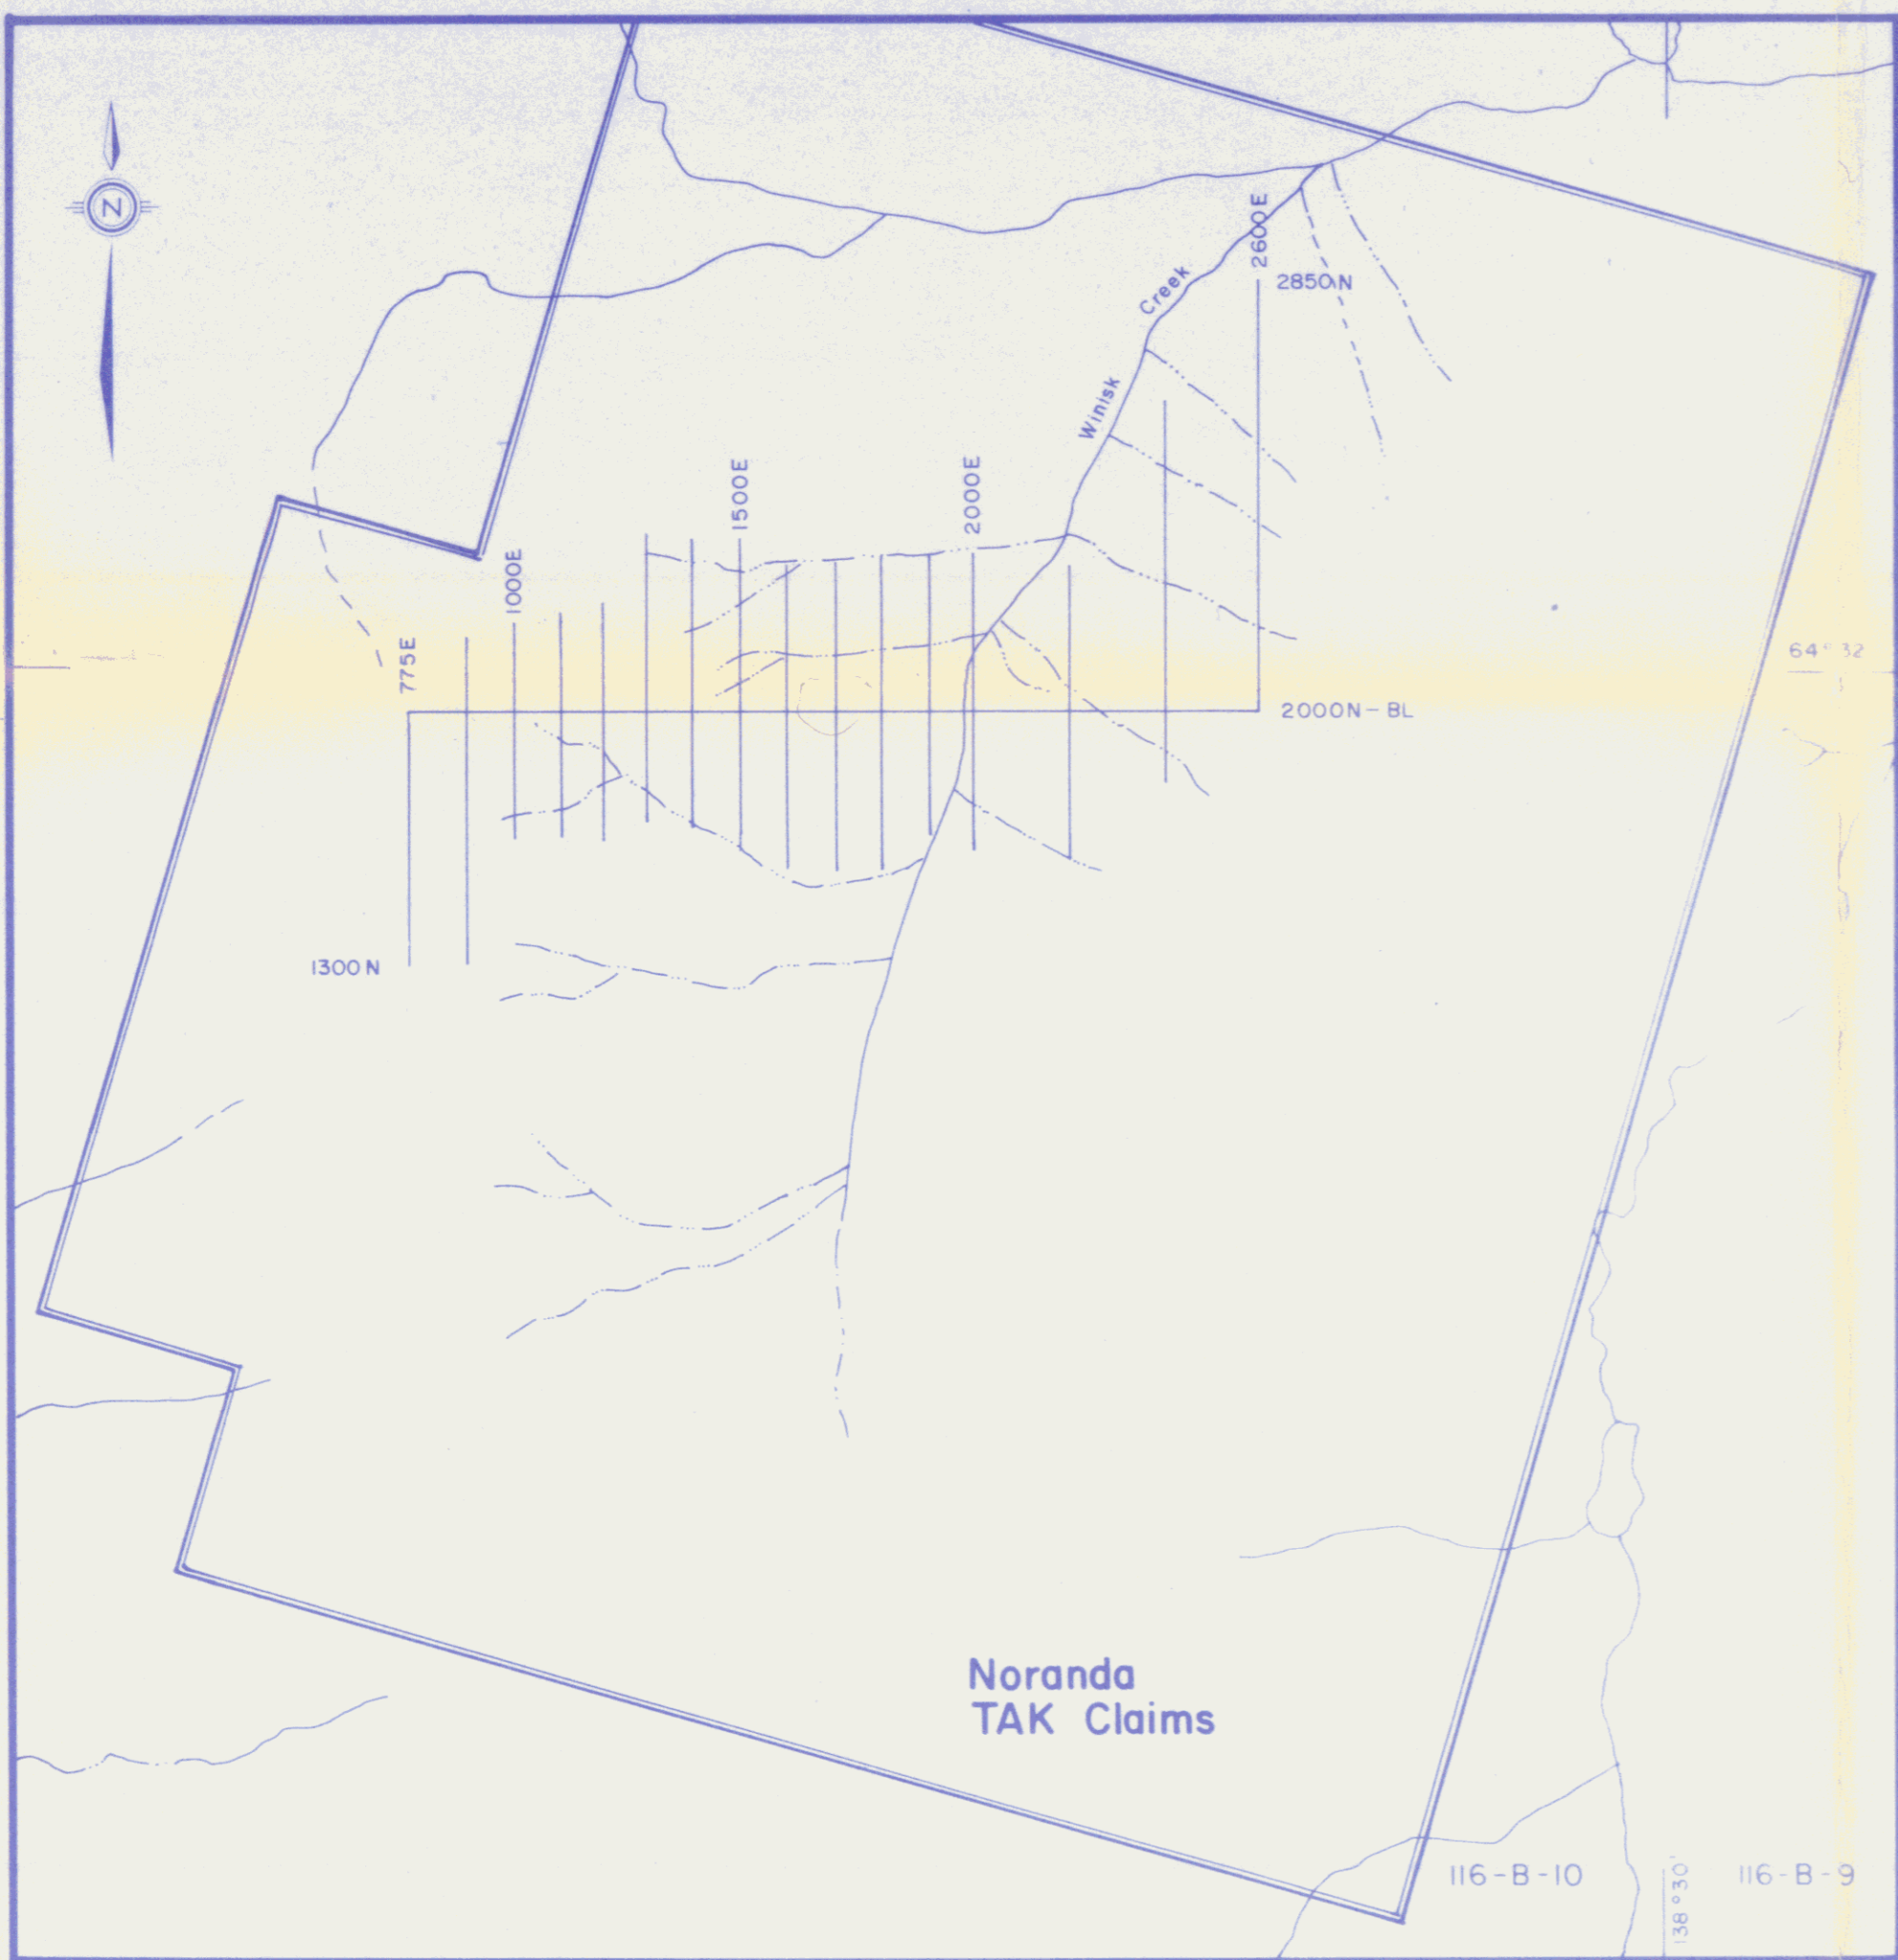 N
2600E
2850N
Winisk Creek
1500E
2000E
1000E
775E
64° 32
2000N-BL
1300N
Noranda
TAK Claims
116-B-10
138° 30'
116-B-9